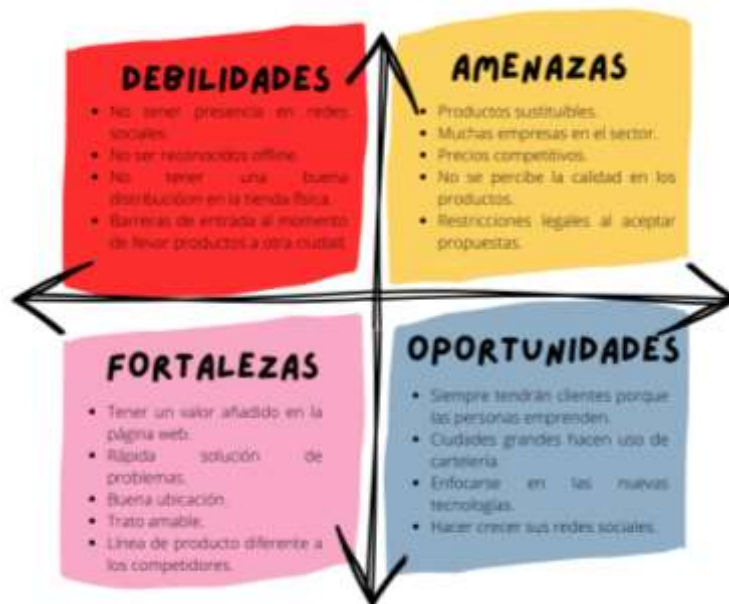 DEBILIDADES
• No tener presencia en redes
sociales.
• No ser reconocidos offline.
• No tener una buena
distribución en la tienda física.
• Barreras de entrada al momento
de llevar productos a otra ciudad.
AMENAZAS
• Productos sustituibles.
• Muchas empresas en el sector.
• Precios competitivos.
• No se percibe la calidad en los
productos.
• Restricciones legales al aceptar
propuestas.
FORTALEZAS
• Tener un valor añadido en la
página web.
• Rápida solución de
problemas.
• Buena ubicación.
• Trato amable.
• Línea de producto diferente a
los competidores.
OPORTUNIDADES
• Siempre tendrán clientes porque
las personas emprenden.
• Ciudades grandes hacen uso de
cartelería.
• Enfocarse en las nuevas
tecnologías.
• Hacer crecer sus redes sociales.